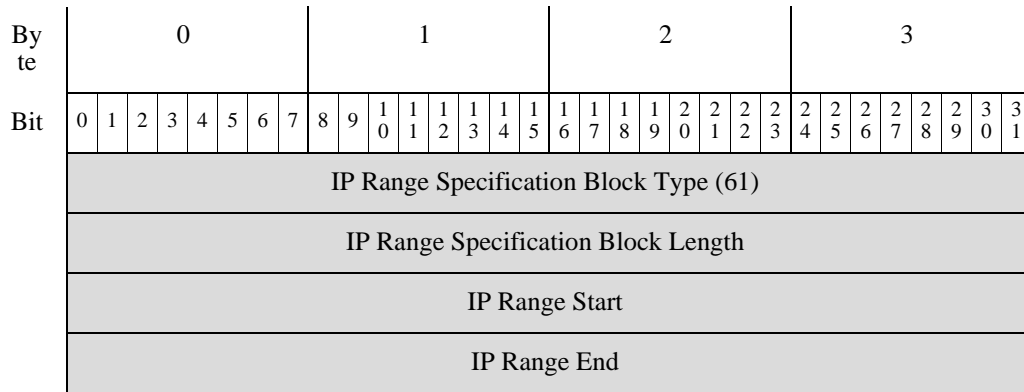 By
te 0 1 2 3
Bit 0 1 2 3 4 5 6 7 8 9 10 11 12 13 14 15 16 17 18 19 20 21 22 23 24 25 26 27 28 29 30 31
IP Range Specification Block Type (61)
IP Range Specification Block Length
IP Range Start
IP Range End